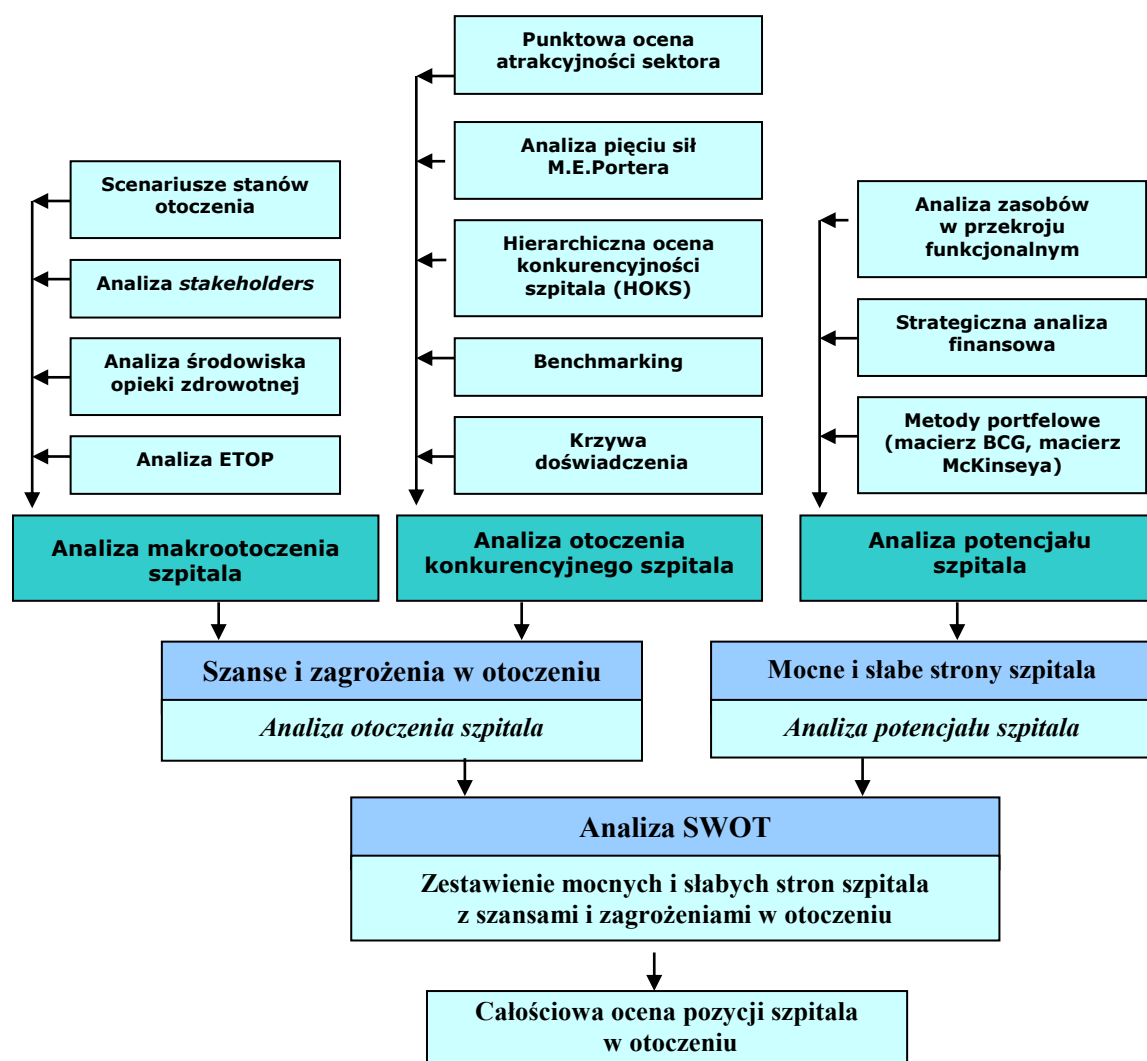 Punktowa ocena
atrakcyjności sektora
Analiza pięciu sił
M.E.Portera
Scenariusze stanów
otoczenia
Analiza zasobów
w przekroju
funkcjonalnym
Hierarchiczna ocena
konkurencyjności
szpitala (HOKS)
Analiza stakeholders
Strategiczna analiza
finansowa
Analiza środowiska
opieki zdrowotnej
Benchmarking
Metody portfelowe
(macierz BCG, macierz
McKinseya)
Krzywa
doświadczenia
Analiza ETOP
Analiza makrootoczenia
szpitala
Analiza otoczenia
konkurencyjnego szpitala
Analiza potencjału
szpitala
Szanse i zagrożenia w otoczeniu
Analiza otoczenia szpitala
Mocne i słabe strony szpitala
Analiza potencjału szpitala
Analiza SWOT
Zestawienie mocnych i słabych stron szpitala
z szansami i zagrożeniami w otoczeniu
Całościowa ocena pozycji szpitala
w otoczeniu